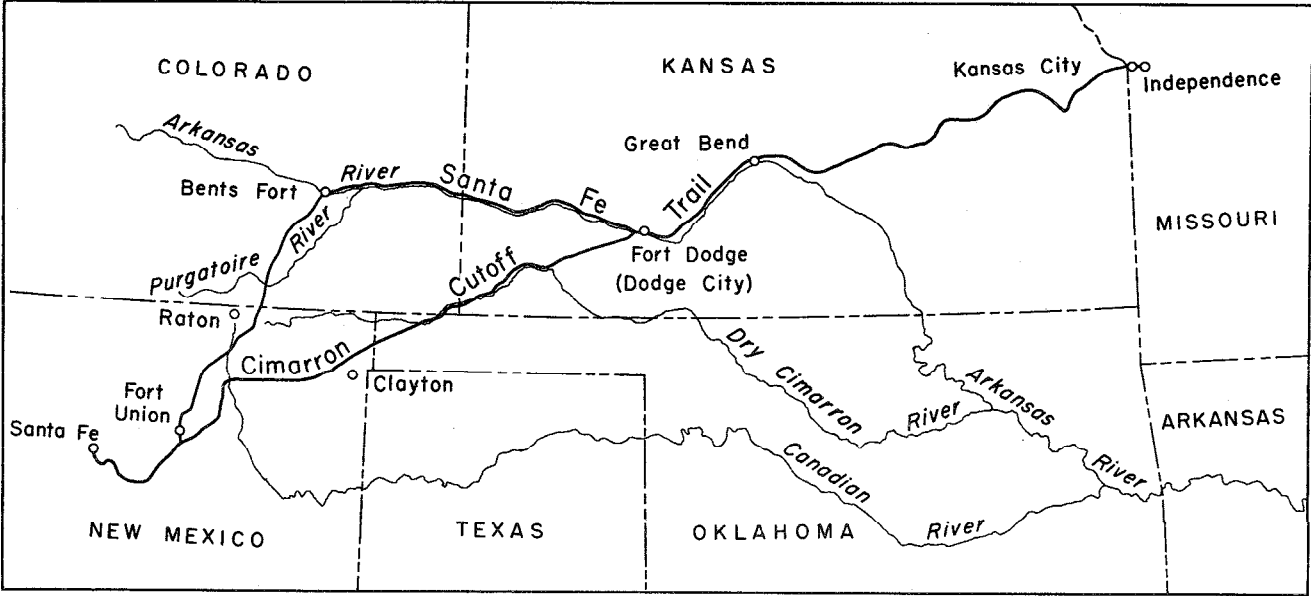 COLORADO
KANSAS
Kansas City
Independence
Arkansas
River
Great Bend
Bents Fort
Santa Fe Trail
River
Purgatoire
MISSOURI
Fort Dodge
(Dodge City)
Cutoff
Raton
Cimarron
Clayton
Dry Cimarron
River
Arkansas
River
Fort
Union
Santa Fe
ARKANSAS
Canadian
River
NEW MEXICO
TEXAS
OKLAHOMA